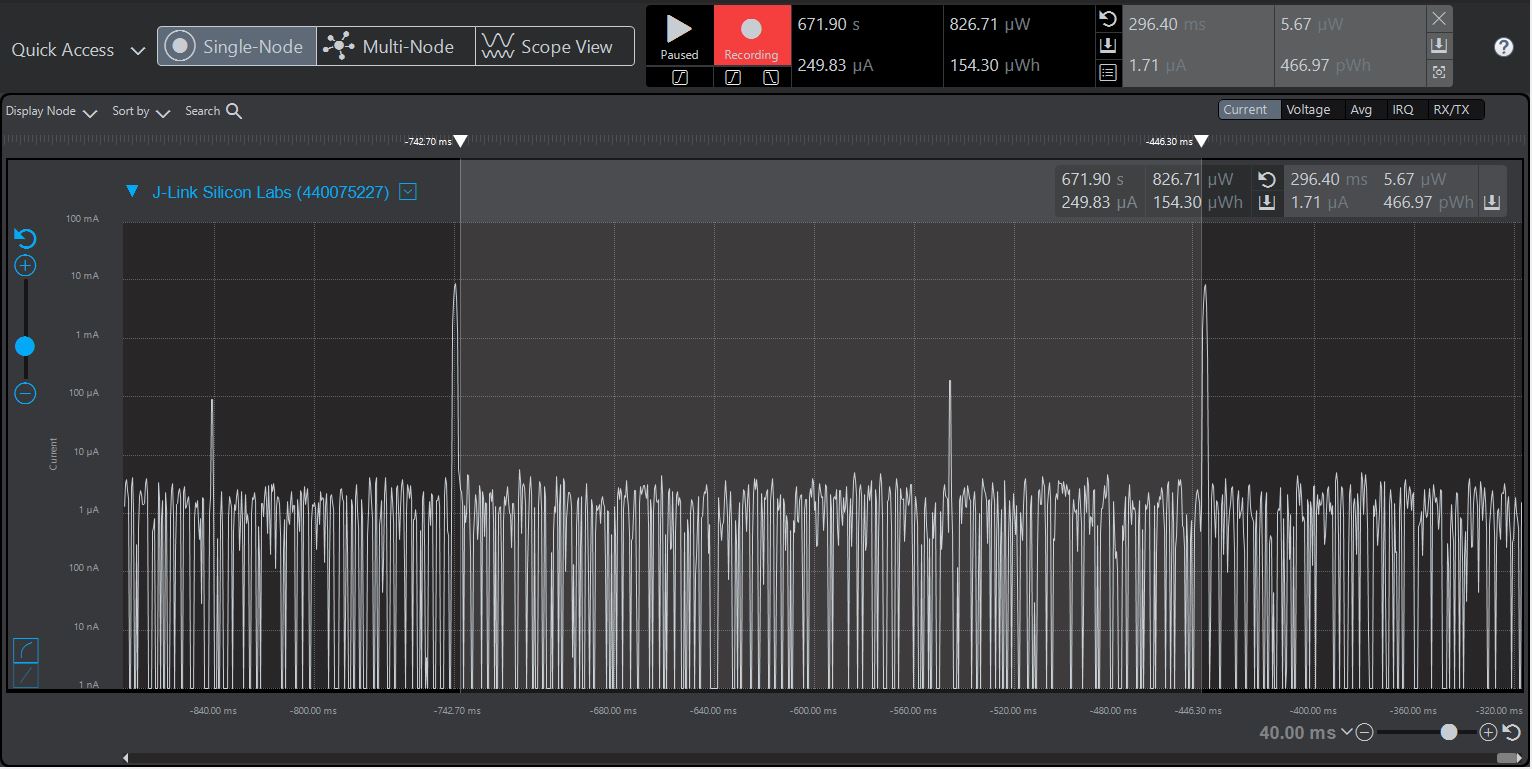 Quick Access
Single-Node
Multi-Node
Scope View
Paused
Recording
671.90 s
249.83 µA
826.71 µW
154.30 µWh
296.40 ms
1.71 µA
5.67 µW
466.97 pWh
Display Node
Sort by
Search
Current
Voltage
Avg
IRQ
RX/TX
-742.70 ms
-446.30 ms
J-Link Silicon Labs (440075227)
671.90 s 826.71 µW 296.40 ms 5.67 µW
249.83 µA 154.30 µWh 1.71 µA 466.97 pWh
100 mA
10 mA
1 mA
100 µA
10 µA
1 µA
100 nA
10 nA
1 nA
Current
-840.00 ms
-800.00 ms
-742.70 ms
-680.00 ms
-640.00 ms
-600.00 ms
-560.00 ms
-520.00 ms
-480.00 ms
-446.30 ms
-400.00 ms
-360.00 ms
-320.00 ms
40.00 ms